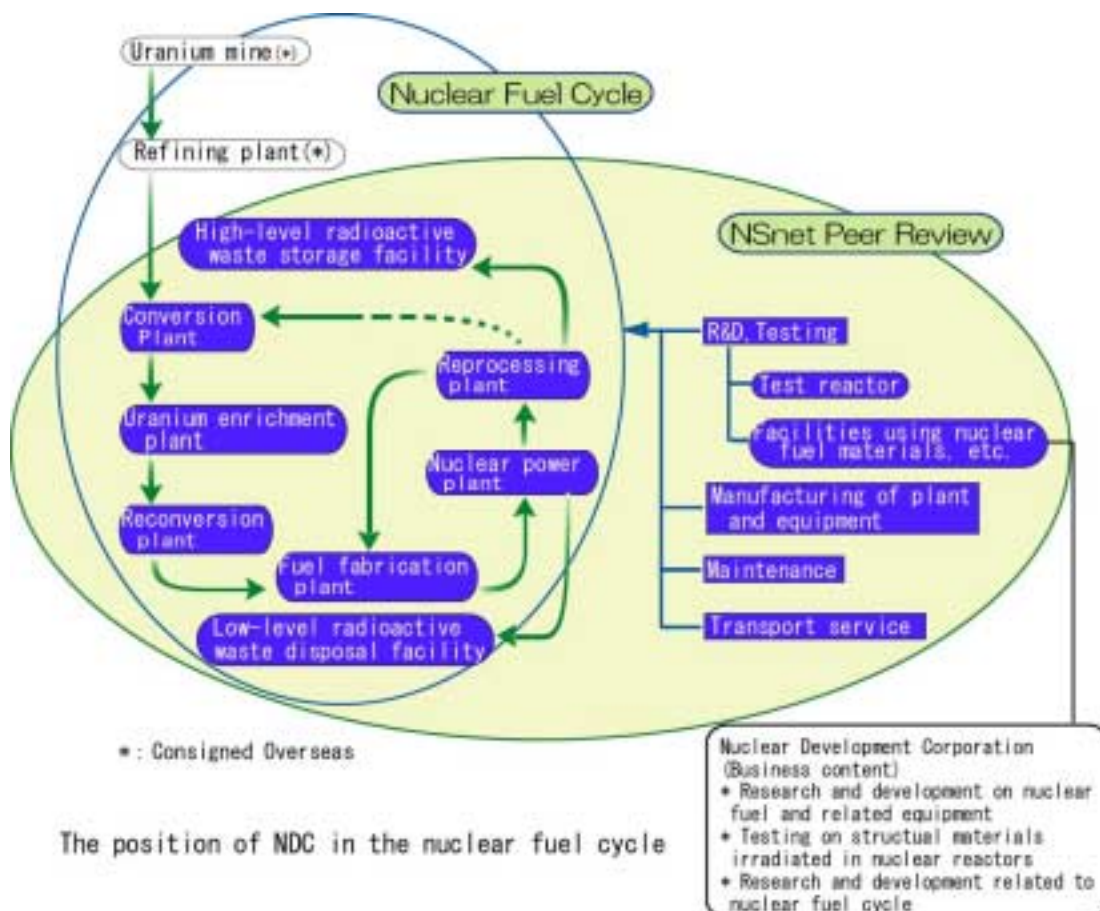 Uranium mine(*)
Nuclear Fuel Cycle
Refining plant(*)
High-level radioactive
waste storage facility
NSnet Peer Review
Conversion
Plant
R&D,Testing
Reprocessing
plant
Test reactor
Uranium enrichment
plant
Facilities using nuclear
fuel materials, etc.
Nuclear power
plant
Manufacturing of plant
and equipment
Reconversion
plant
Fuel fabrication
plant
Maintenance
Low-level radioactive
waste disposal facility
Transport service
* : Consigned Overseas
Nuclear Development Corporation
(Business content)
* Research and development on nuclear
fuel and related equipment
* Testing on structual materials
irradiated in nuclear reactors
* Research and development related to
nuclear fuel cycle
The position of NDC in the nuclear fuel cycle